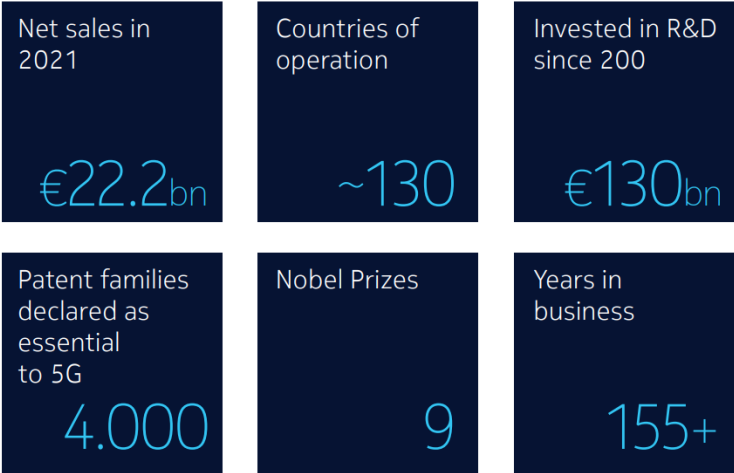 Net sales in
2021
€22.2bn
Countries of
operation
~130
Invested in R&D
since 200
€130bn
Patent families
declared as
essential
to 5G
4.000
Nobel Prizes
9
Years in
business
155+